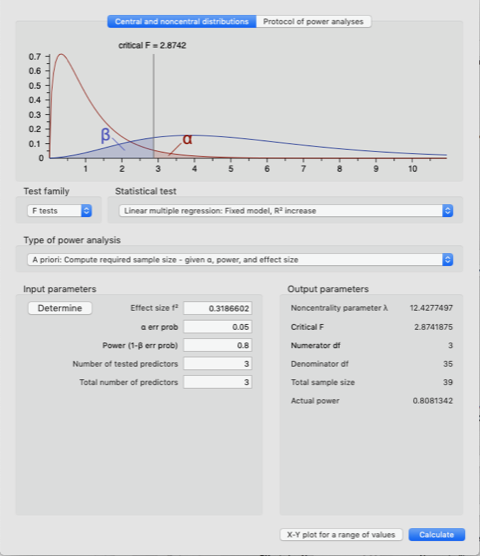 Central and noncentral distributions Protocol of power analyses
critical F = 2.8742
0.7
0.6
0.5
0.4
0.3
0.2
0.1
0
β
α
1 2 3 4 5 6 7 8 9 10
Test family Statistical test
F tests Linear multiple regression: Fixed model, R² increase
Type of power analysis
A priori: Compute required sample size - given α, power, and effect size
Input parameters Output parameters
Determine Effect size f² 0.3186602 Noncentrality parameter λ 12.4277497
α err prob 0.05 Critical F 2.8741875
Power (1-β err prob) 0.8 Numerator df 3
Number of tested predictors 3 Denominator df 35
Total number of predictors 3 Total sample size 39
Actual power 0.8081342
X-Y plot for a range of values Calculate